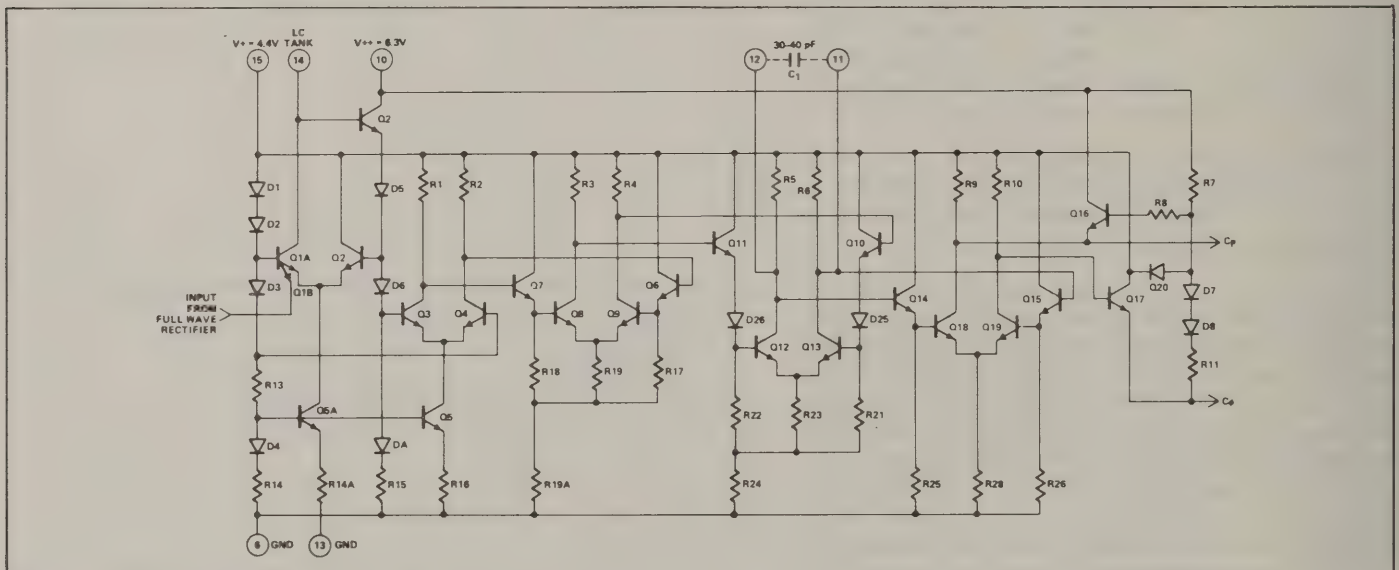 LC
TANK
V+ = 4.4V
V++ = 6.3V
30-40 pF
15
14
10
12
11
C1
Q2
D1
D5
R1
R2
R3
R4
R5
R6
R9
R10
R7
R8
Q16
D2
Q11
Q10
CP
Q1A
Q2
Q1B
D3
D6
Q7
Q6
Q14
Q15
Q17
Q20
D7
INPUT
FROM
FULL WAVE
RECTIFIER
Q3
Q4
Q8
Q9
D26
D25
Q12
Q13
Q18
Q19
D8
R11
R13
R18
R19
R17
Q5A
Q5
R22
R23
R21
Cφ
D4
DA
R14
R14A
R15
R16
R19A
R24
R25
R28
R26
6 GND
13 GND